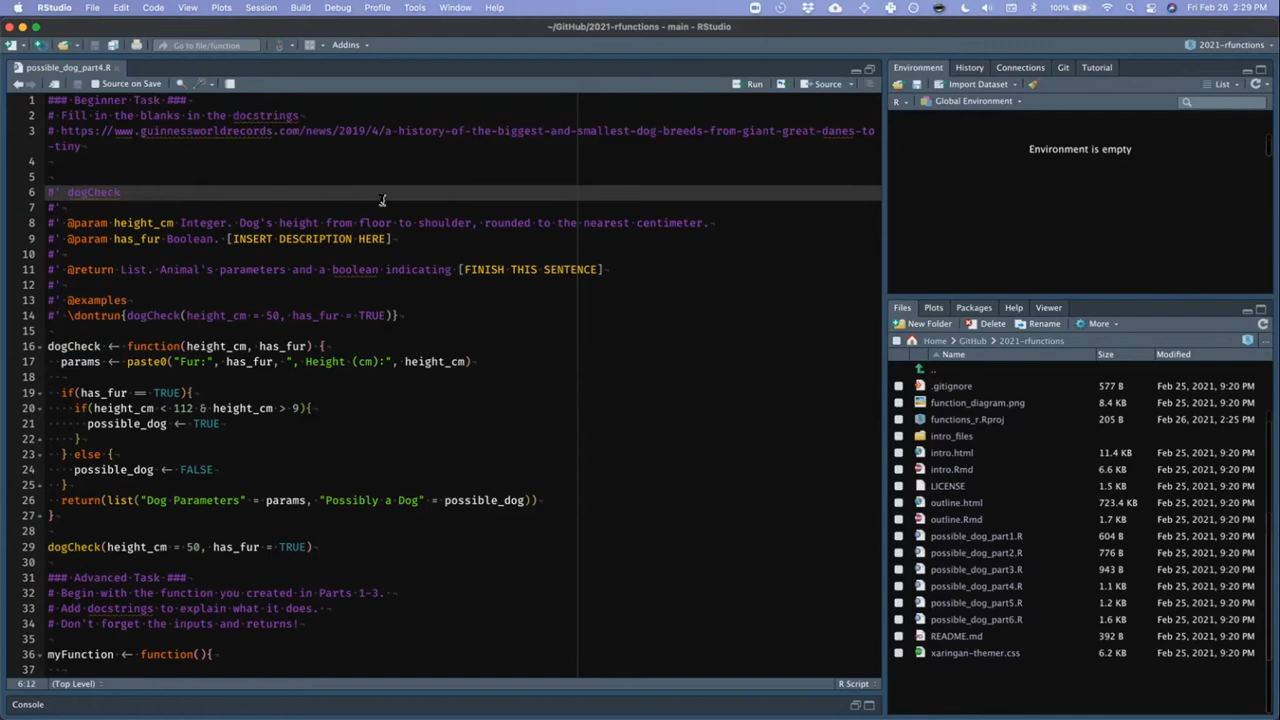 RStudio File Edit Code View Plots Session Build Debug Profile Tools Window Help Fri Feb 26 2:29 PM
~/GitHub/2021-rfunctions - main - RStudio
Go to file/function Addins 2021-rfunctions
possible_dog_part4.R
Source on Save Run Source
1 ### Beginner Task ###
2 # Fill in the blanks in the docstrings
3 # https://www.guinnessworldrecords.com/news/2019/4/a-history-of-the-biggest-and-smallest-dog-breeds-from-giant-great-danes-to
-tiny
4
5
6 #' dogCheck
7 #'
8 #' @param height_cm Integer. Dog's height from floor to shoulder, rounded to the nearest centimeter.
9 #' @param has_fur Boolean. [INSERT DESCRIPTION HERE]
10 #'
11 #' @return List. Animal's parameters and a boolean indicating [FINISH THIS SENTENCE]
12 #'
13 #' @examples
14 #' \dontrun{dogCheck(height_cm = 50, has_fur = TRUE)}
15
16 dogCheck <- function(height_cm, has_fur) {
17 params <- paste0("Fur:", has_fur, ", Height (cm):", height_cm)
18
19 if(has_fur == TRUE){
20 if(height_cm < 112 & height_cm > 9){
21 possible_dog <- TRUE
22 }
23 } else {
24 possible_dog <- FALSE
25 }
26 return(list("Dog Parameters" = params, "Possibly a Dog" = possible_dog))
27 }
28
29 dogCheck(height_cm = 50, has_fur = TRUE)
30
31 ### Advanced Task ###
32 # Begin with the function you created in Parts 1-3.
33 # Add docstrings to explain what it does.
34 # Don't forget the inputs and returns!
35
36 myFunction <- function(){
37
6:12 (Top Level) R Script
Console
Environment History Connections Git Tutorial
Import Dataset List
R Global Environment
Environment is empty
Files Plots Packages Help Viewer
New Folder Delete Rename More
Home GitHub 2021-rfunctions
Name Size Modified
..
.gitignore 577 B Feb 25, 2021, 9:20 PM
function_diagram.png 8.4 KB Feb 25, 2021, 9:20 PM
functions_r.Rproj 205 B Feb 26, 2021, 2:25 PM
intro_files
intro.html 11.4 KB Feb 25, 2021, 9:20 PM
intro.Rmd 6.6 KB Feb 25, 2021, 9:20 PM
LICENSE 1.5 KB Feb 25, 2021, 9:20 PM
outline.html 723.4 KB Feb 25, 2021, 9:20 PM
outline.Rmd 1.7 KB Feb 25, 2021, 9:20 PM
possible_dog_part1.R 604 B Feb 25, 2021, 9:20 PM
possible_dog_part2.R 776 B Feb 25, 2021, 9:20 PM
possible_dog_part3.R 943 B Feb 25, 2021, 9:20 PM
possible_dog_part4.R 1.1 KB Feb 25, 2021, 9:20 PM
possible_dog_part5.R 1.2 KB Feb 25, 2021, 9:20 PM
possible_dog_part6.R 1.6 KB Feb 25, 2021, 9:20 PM
README.md 392 B Feb 25, 2021, 9:20 PM
xaringan-themer.css 6.2 KB Feb 25, 2021, 9:20 PM